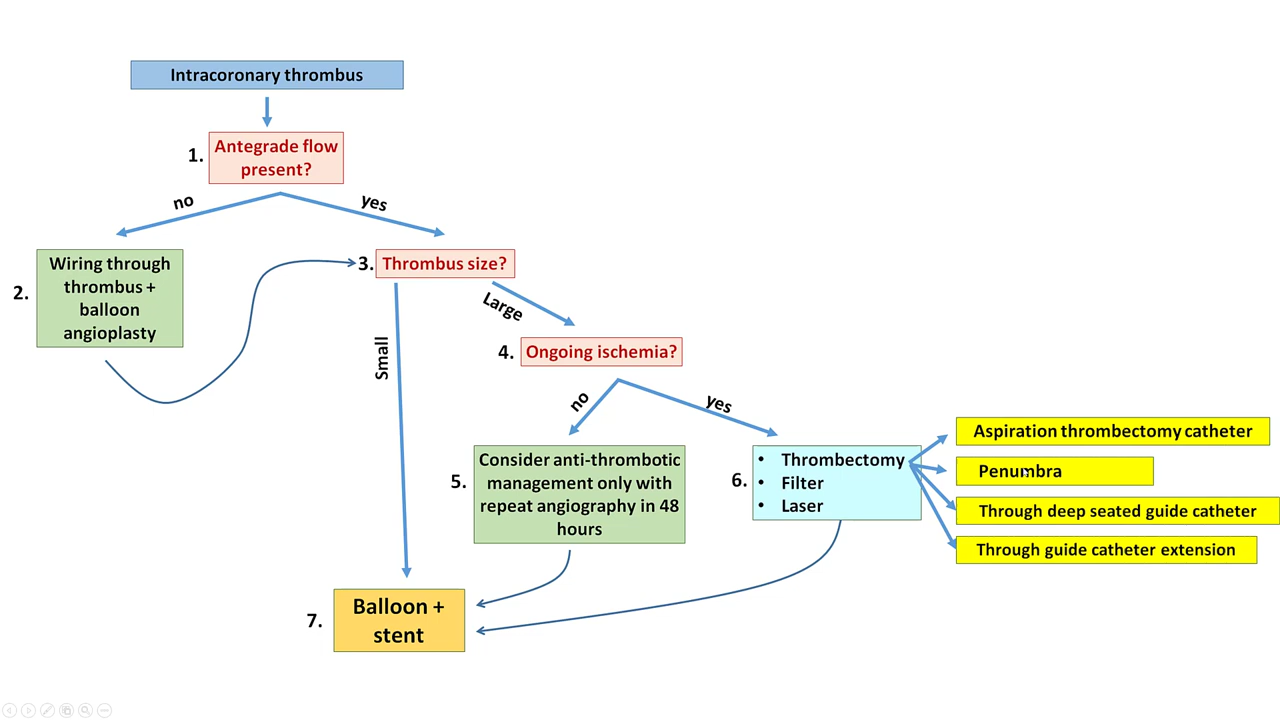 Intracoronary thrombus
1.
Antegrade flow
present?
no
yes
2.
Wiring through
thrombus +
balloon
angioplasty
3.
Thrombus size?
Small
Large
4.
Ongoing ischemia?
no
yes
5.
Consider anti-thrombotic
management only with
repeat angiography in 48
hours
6.
• Thrombectomy
• Filter
• Laser
Aspiration thrombectomy catheter
Penumbra
Through deep seated guide catheter
Through guide catheter extension
7.
Balloon +
stent